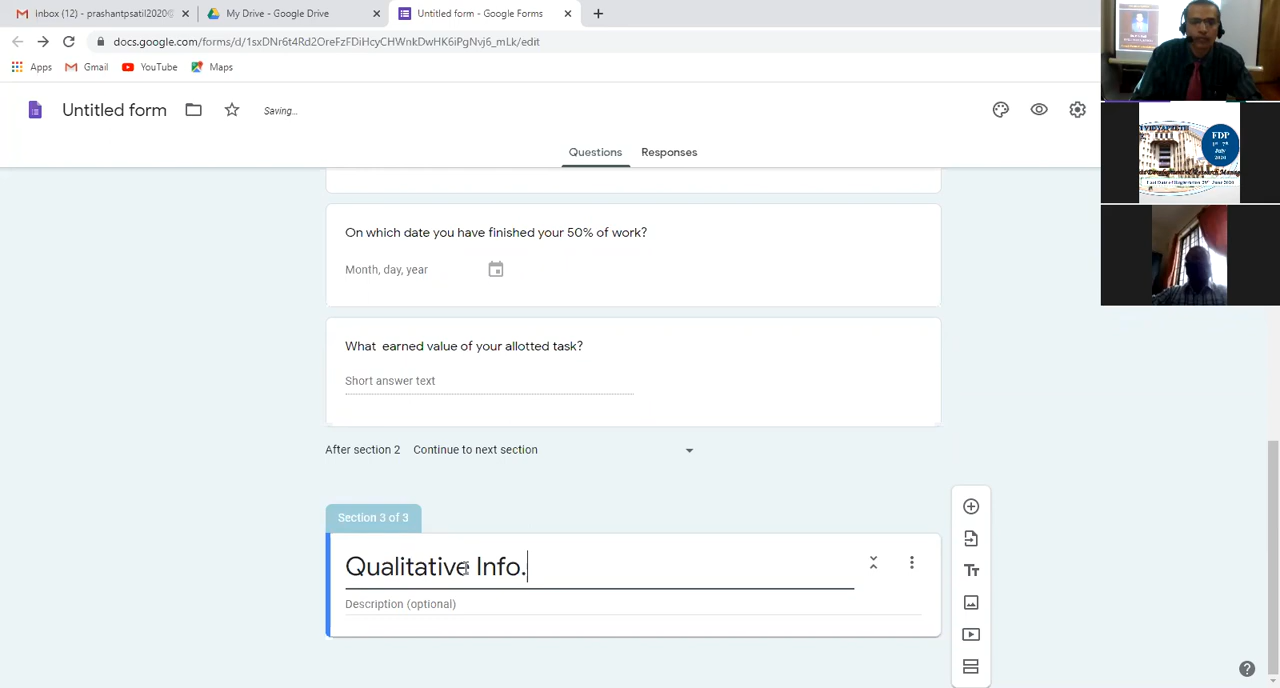 Inbox (12) - prashantpsatil2020@
My Drive - Google Drive
Untitled form - Google Forms
docs.google.com/forms/d/1sxDNr6t4Rd2OreFzFDiHcyCHWnkDwHK6iPgNvj6_mLk/edit
Apps
Gmail
YouTube
Maps
Untitled form
Saving...
Questions
Responses
On which date you have finished your 50% of work?
Month, day, year
What earned value of your allotted task?
Short answer text
After section 2 Continue to next section
Section 3 of 3
Qualitative Info.
Description (optional)
FDP
July